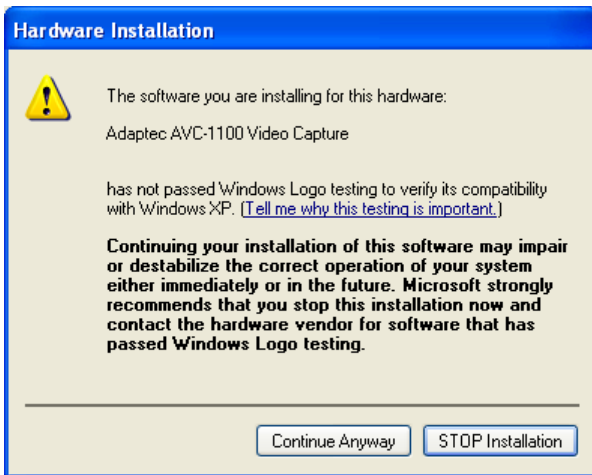 Hardware Installation
The software you are installing for this hardware:
Adaptec AVC-1100 Video Capture
has not passed Windows Logo testing to verify its compatibility
with Windows XP. (Tell me why this testing is important.)
Continuing your installation of this software may impair
or destabilize the correct operation of your system
either immediately or in the future. Microsoft strongly
recommends that you stop this installation now and
contact the hardware vendor for software that has
passed Windows Logo testing.
Continue Anyway
STOP Installation